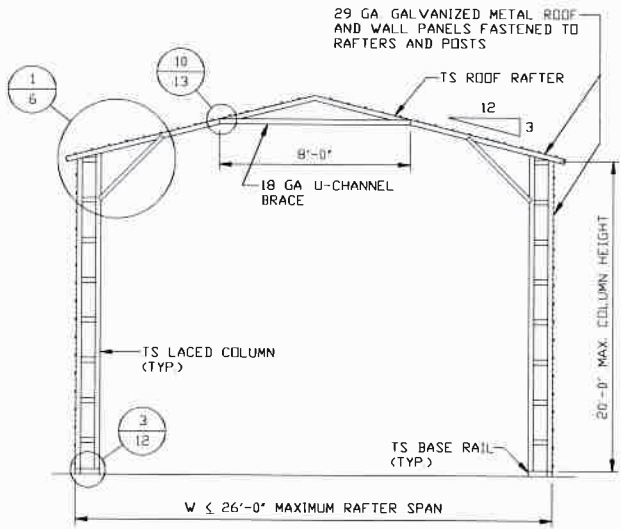 29 GA. GALVANIZED METAL ROOF
AND WALL PANELS FASTENED TO
RAFTERS AND POSTS
1
6
10
13
TS ROOF RAFTER
12
3
8'-0"
18 GA U-CHANNEL
BRACE
20'-0" MAX. COLUMN HEIGHT
TS LACED COLUMN
(TYP.)
3
12
TS BASE RAIL
(TYP.)
W ≤ 26'-0" MAXIMUM RAFTER SPAN